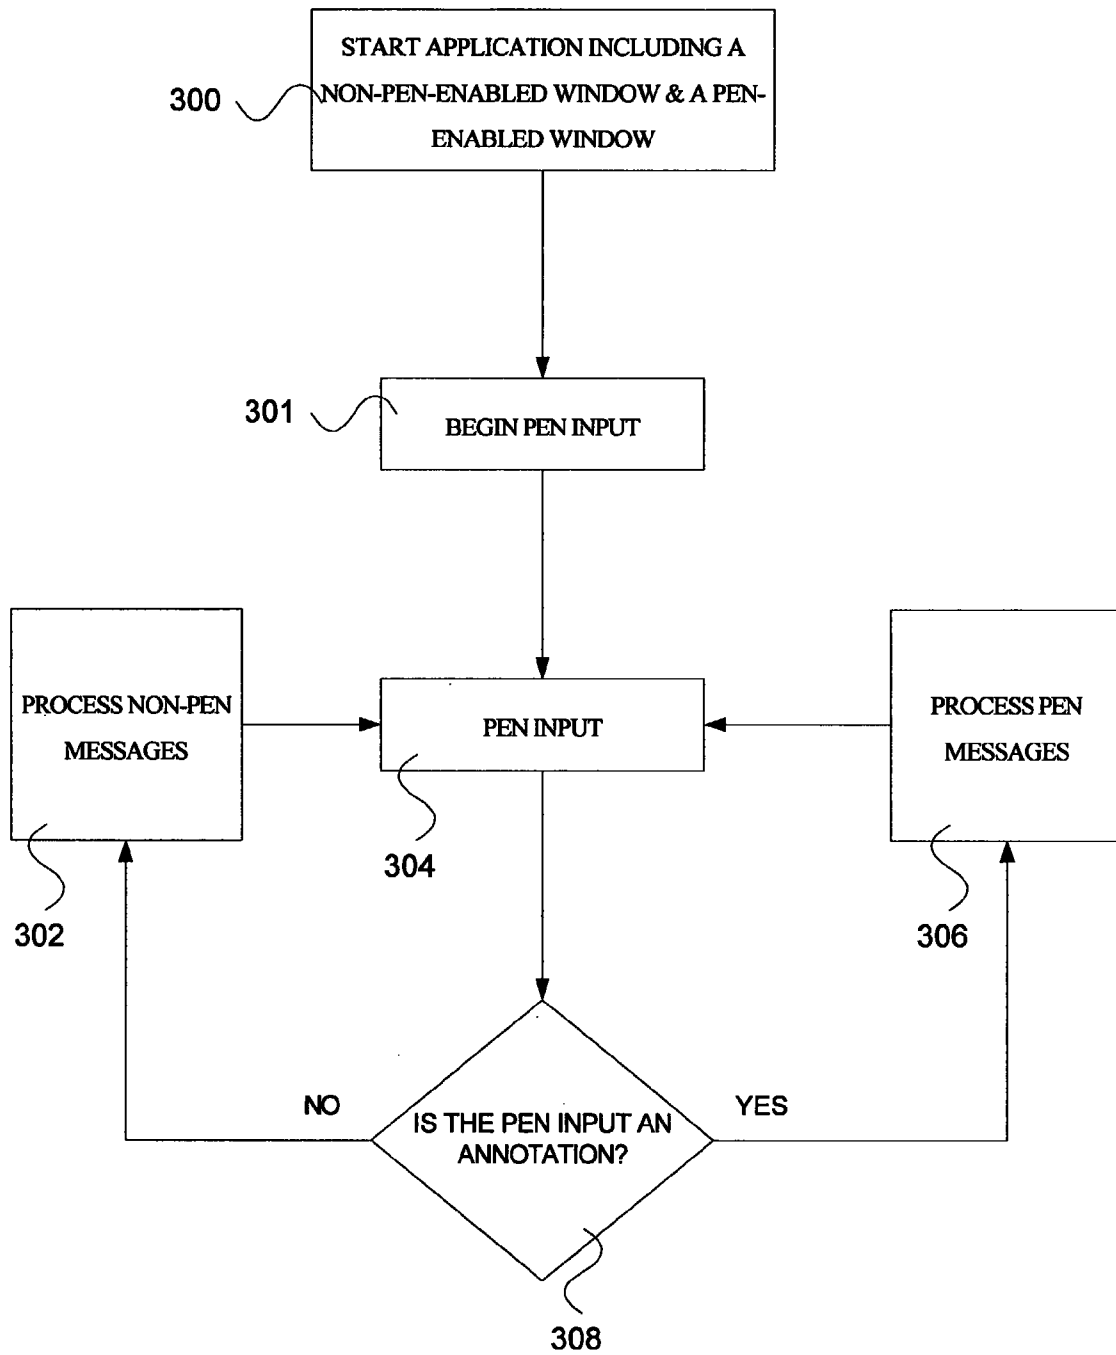 START APPLICATION INCLUDING A
NON-PEN-ENABLED WINDOW & A PEN-
ENABLED WINDOW
300
301
BEGIN PEN INPUT
PROCESS NON-PEN
MESSAGES
PEN INPUT
PROCESS PEN
MESSAGES
302
304
306
NO
YES
IS THE PEN INPUT AN
ANNOTATION?
308